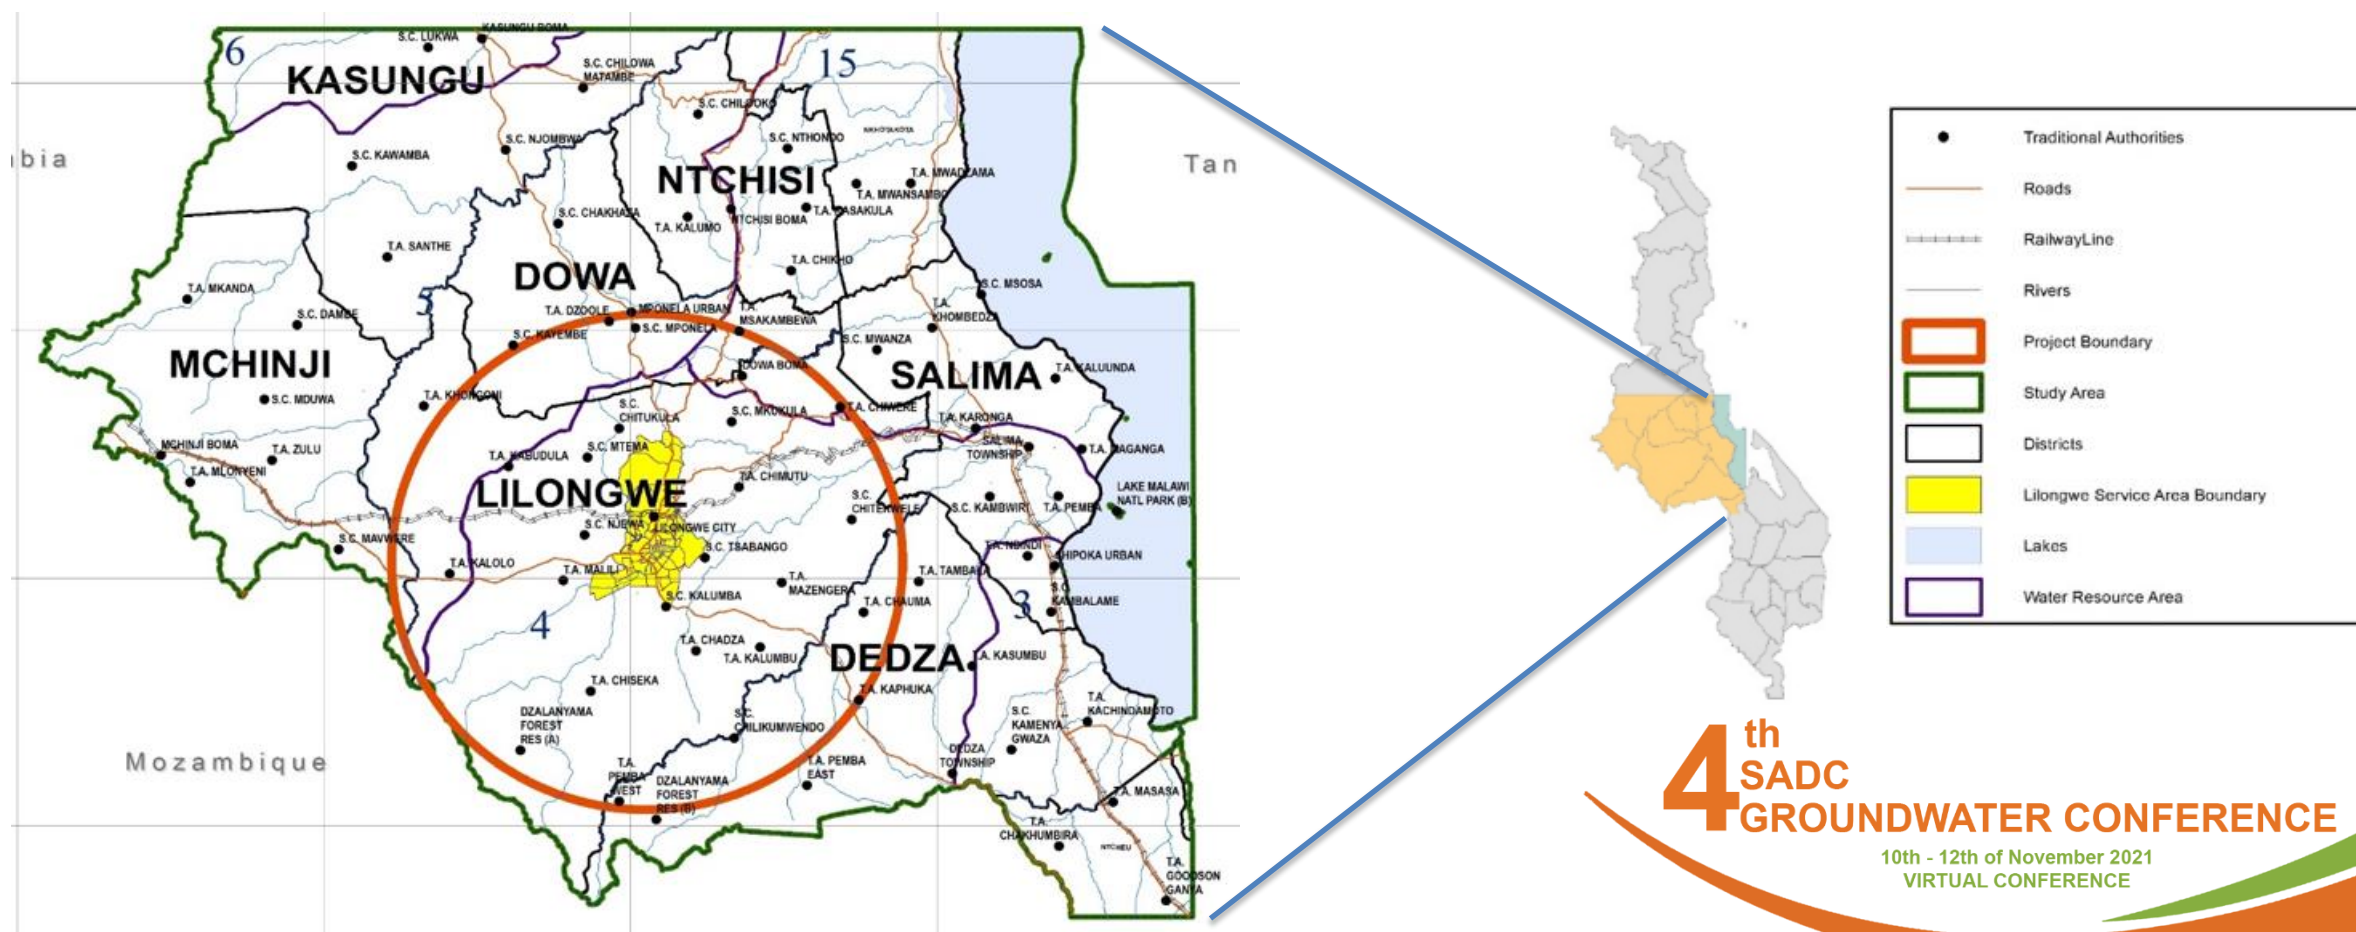 KASUNGU BOMA
S.C. LUKWA
6
KASUNGU
S.C. CHILOWA
MATAMBE
15
S.C. NJOMBWA
S.C. NTHONDO
NKHOTAKOTA
bia
S.C. KAWAMBA
Tan
NTCHISI
T.A. MWADZAMA
T.A. MWANSAMBO
S.C. CHAKHAZA
T.A. KALUMO
NTCHISI BOMA
T.A. KASAKULA
T.A. SANTHE
T.A. CHIKHO
DOWA
T.A. MKANDA
5
S.C. MSOSA
S.C. DAMBE
T.A. DZOOLE
MPONELA URBAN
T.A.
MSAKAMBEWA
T.A.
KHOMBEDZA
S.C. KAYEMBE
S.C. MPONELA
S.C. MWANZA
MCHINJI
DOWA BOMA
SALIMA
T.A. KALUUNDA
S.C. MDUWA
T.A. KHONGONI
S.C.
CHITUKULA
S.C. MKUKULA
T.A. CHIWERE
T.A. KARONGA
MCHINJI BOMA
T.A. ZULU
S.C. MTEMA
SALIMA
TOWNSHIP
T.A. MAGANGA
T.A. KABUDULA
T.A. MLONYENI
T.A. CHIMUTU
LILONGWE
LAKE MALAWI
NATL PARK (B)
S.C.
CHITEKWELE
S.C. KAMBWIRI
T.A. PEMBA
S.C. NJEWA
LILONGWE CITY
S.C. MAVWERE
S.C. TSABANGO
T.A. NDINDI
CHIPOKA URBAN
T.A. KALOLO
T.A. MALILI
T.A.
MAZENGERA
T.A. TAMBALA
S.C. KALUMBA
T.A. CHAUMA
3
S.C.
KAMBALAME
4
T.A. CHADZA
T.A. KALUMBU
DEDZA
T.A. KASUMBU
T.A. CHISEKA
T.A. KAPHUKA
DZALANYAMA
FOREST
RES (A)
S.C.
CHILIKUMWENDO
S.C.
KAMENYA
GWAZA
T.A.
KACHINDAMOTO
Mozambique
T.A.
PEMBA
WEST
DZALANYAMA
FOREST
RES (B)
T.A. PEMBA
EAST
DEDZA
TOWNSHIP
T.A. MASASA
T.A.
CHAKHUMBIRA
NTCHEU
T.A.
GOODSON
GANYA
Traditional Authorities
Roads
RailwayLine
Rivers
Project Boundary
Study Area
Districts
Lilongwe Service Area Boundary
Lakes
Water Resource Area
4th
SADC
GROUNDWATER CONFERENCE
10th - 12th of November 2021
VIRTUAL CONFERENCE